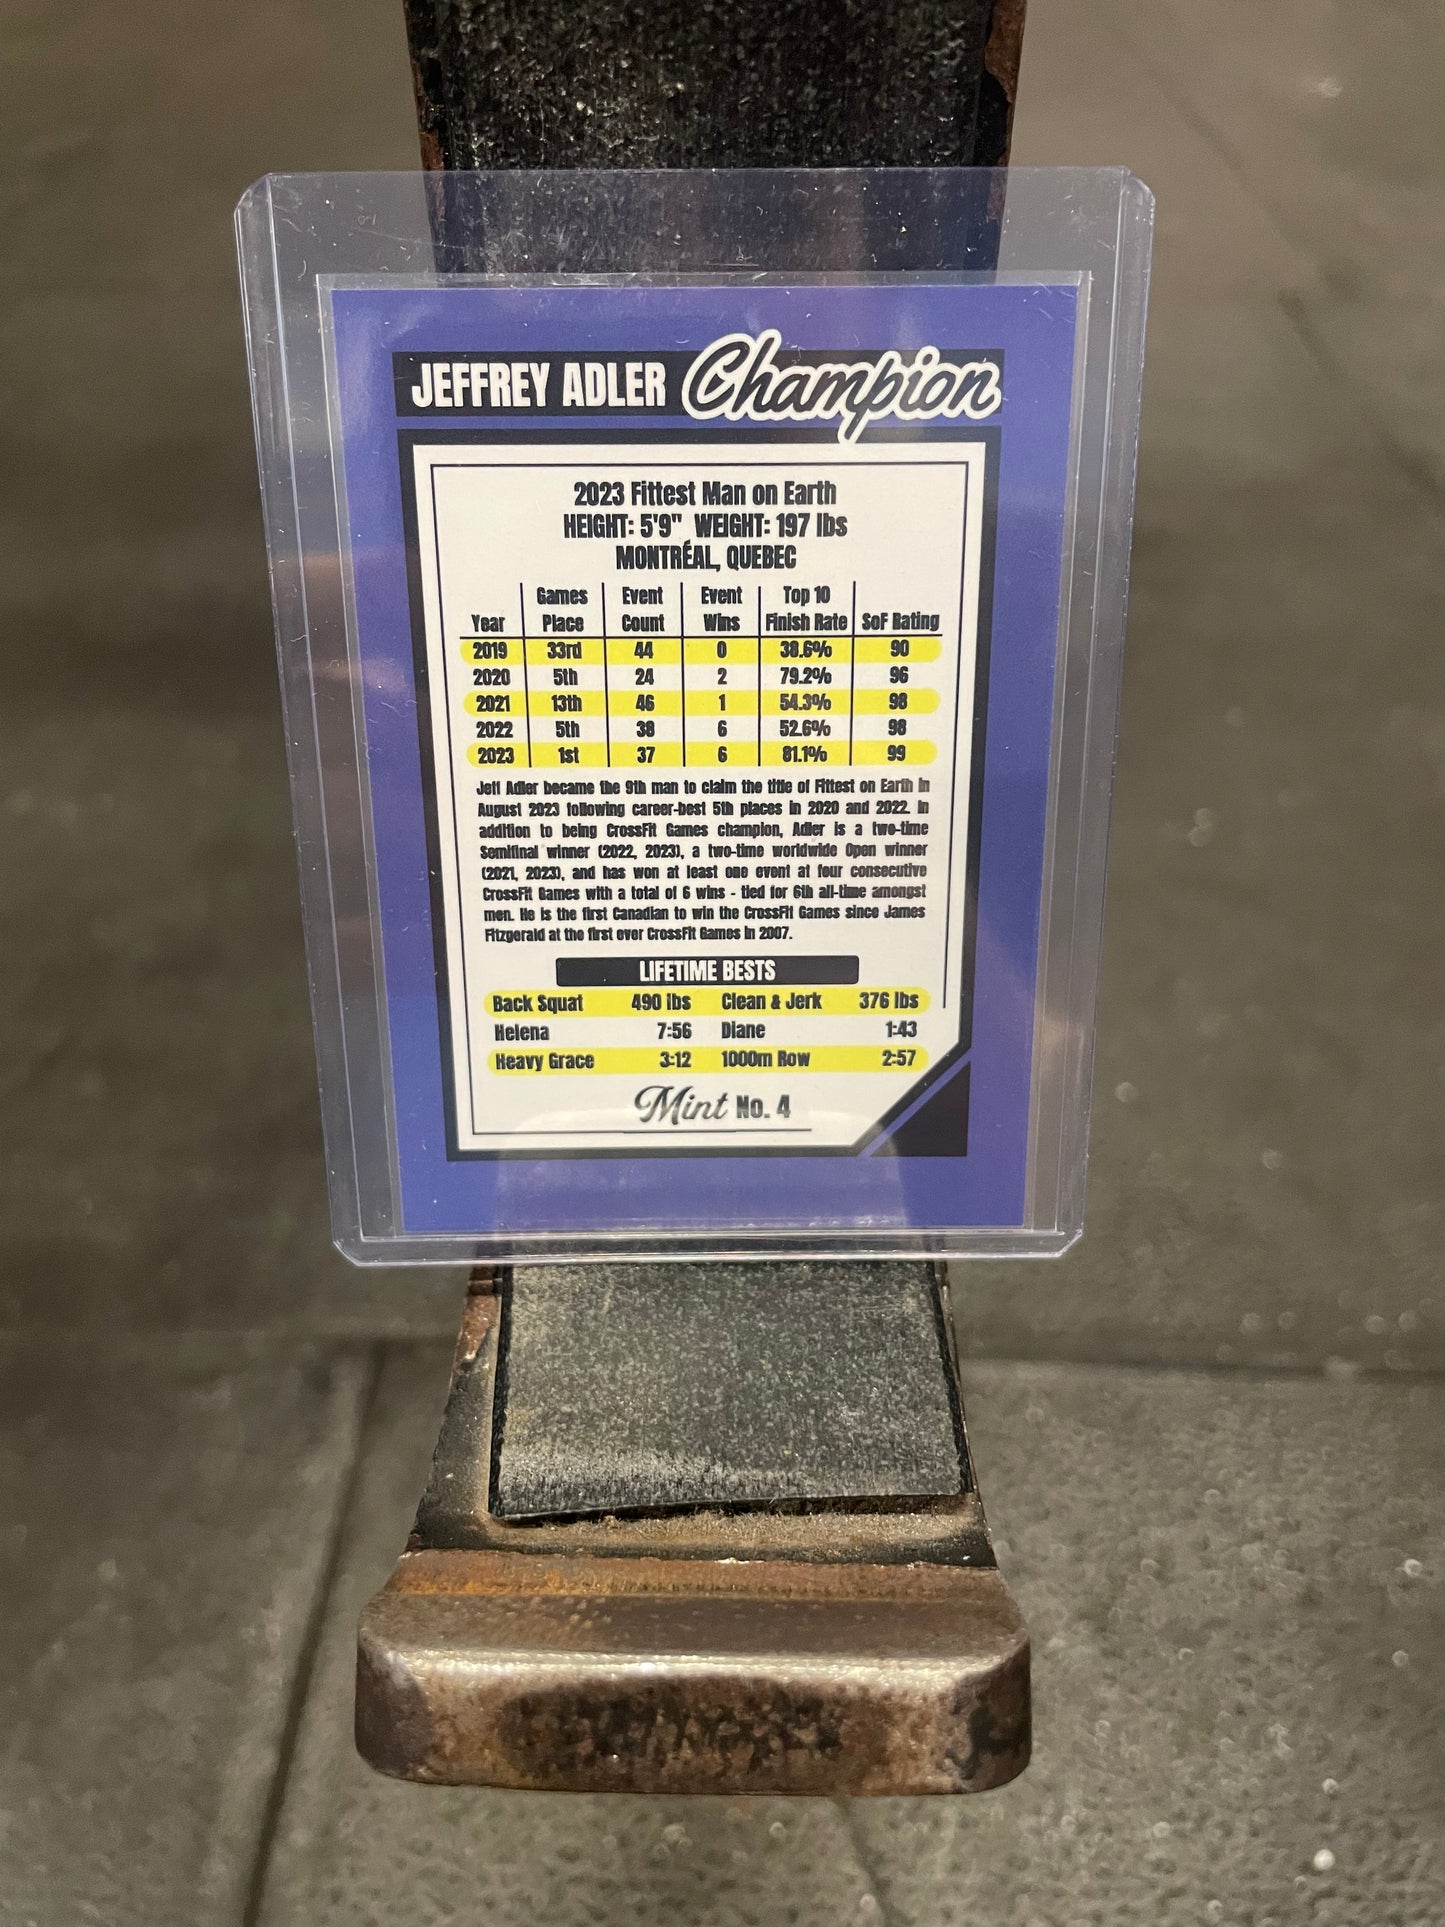 JEFFREY ADLER Champion
2023 Fittest Man on Earth
HEIGHT: 5'9" WEIGHT: 197 lbs
MONTRÉAL, QUEBEC
Year Games Place Event Count Event Wins Top 10 Finish Rate SoF Rating
2019 33rd 44 0 38.6% 90
2020 5th 24 2 79.2% 96
2021 13th 46 1 54.3% 98
2022 5th 38 6 52.6% 98
2023 1st 37 6 81.1% 99
Jeff Adler became the 9th man to claim the title of Fittest on Earth in
August 2023 following career-best 5th places in 2020 and 2022. In
addition to being CrossFit Games champion, Adler is a two-time
Semifinal winner (2022, 2023), a two-time worldwide Open winner
(2021, 2023), and has won at least one event at four consecutive
CrossFit Games with a total of 6 wins - tied for 6th all-time amongst
men. He is the first Canadian to win the CrossFit Games since James
Fitzgerald at the first ever CrossFit Games in 2007.
LIFETIME BESTS
Back Squat 490 lbs Clean & Jerk 376 lbs
Helena 7:56 Diane 1:43
Heavy Grace 3:12 1000m Row 2:57
Mint No. 4